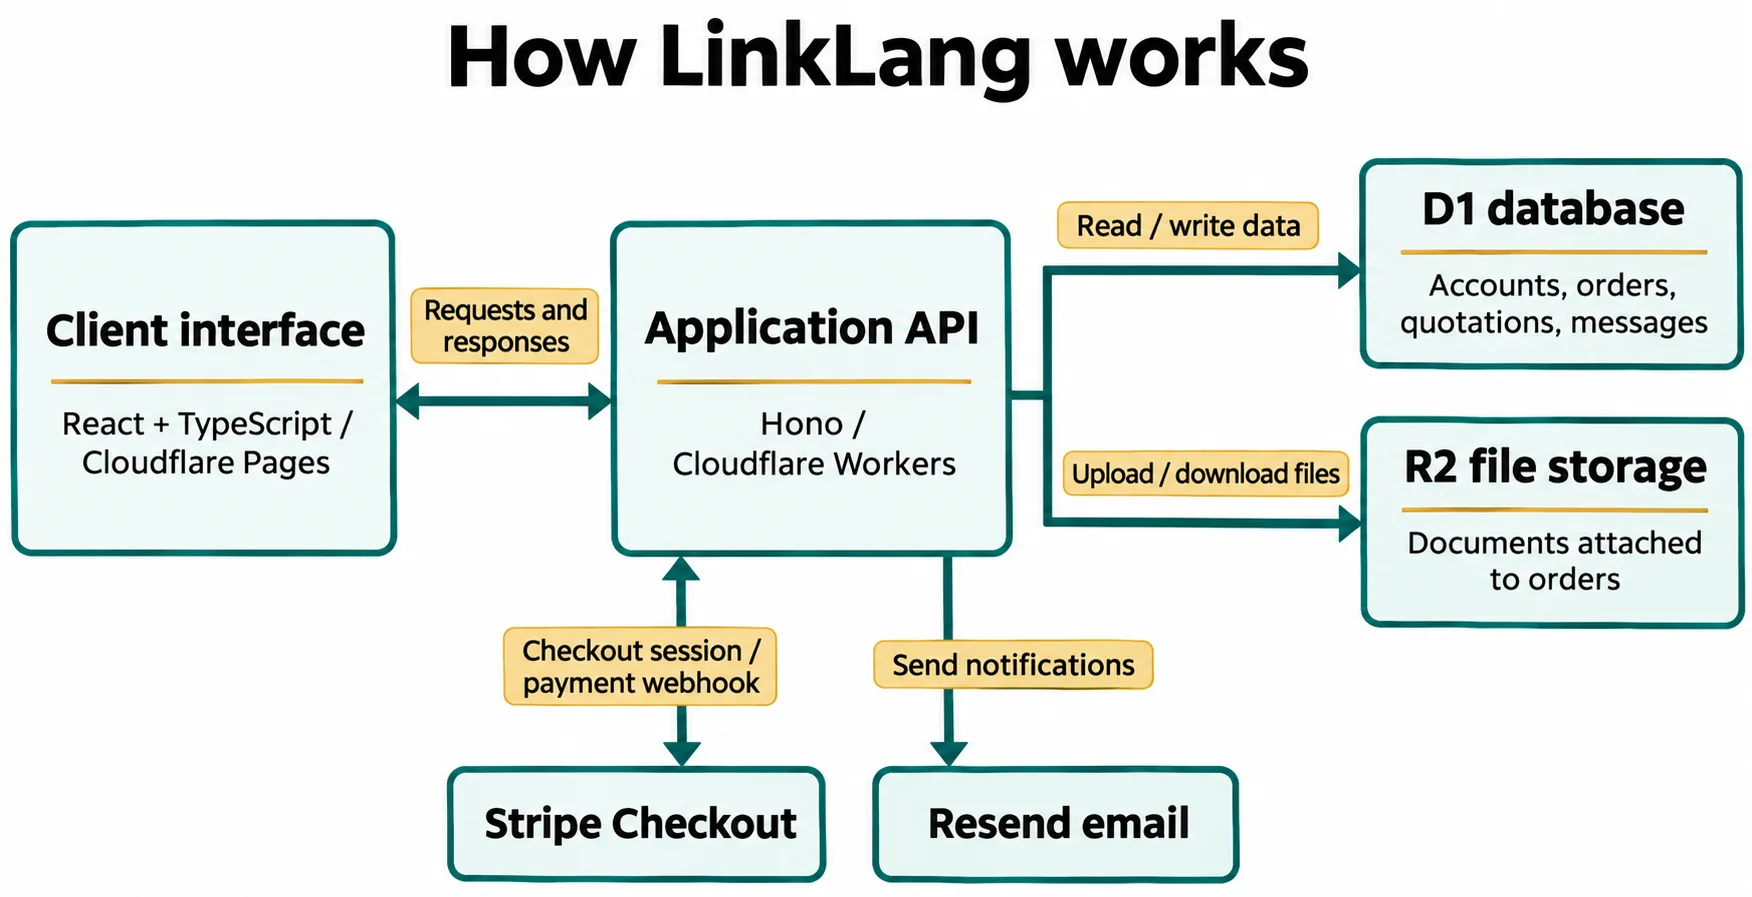 How LinkLang works
Client interface
React + TypeScript /
Cloudflare Pages
Requests and
responses
Application API
Hono /
Cloudflare Workers
Read / write data
D1 database
Accounts, orders,
quotations, messages
Upload / download files
R2 file storage
Documents attached
to orders
Checkout session /
payment webhook
Send notifications
Stripe Checkout
Resend email